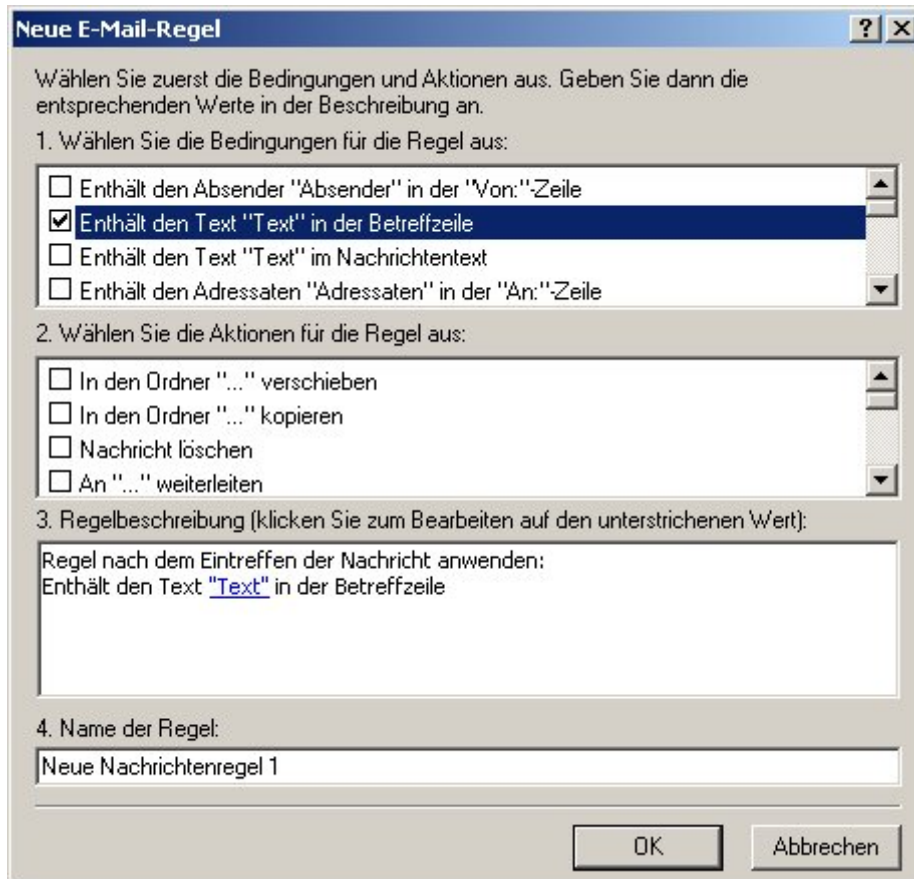 Neue E-Mail-Regel
Wählen Sie zuerst die Bedingungen und Aktionen aus. Geben Sie dann die
entsprechenden Werte in der Beschreibung an.
1. Wählen Sie die Bedingungen für die Regel aus:
Enthält den Absender "Absender" in der "Von:"-Zeile
Enthält den Text "Text" in der Betreffzeile
Enthält den Text "Text" im Nachrichtentext
Enthält den Adressaten "Adressaten" in der "An:"-Zeile
2. Wählen Sie die Aktionen für die Regel aus:
In den Ordner "..." verschieben
In den Ordner "..." kopieren
Nachricht löschen
An "..." weiterleiten
3. Regelbeschreibung (klicken Sie zum Bearbeiten auf den unterstrichenen Wert):
Regel nach dem Eintreffen der Nachricht anwenden:
Enthält den Text "Text" in der Betreffzeile
4. Name der Regel:
Neue Nachrichtenregel 1
OK Abbrechen